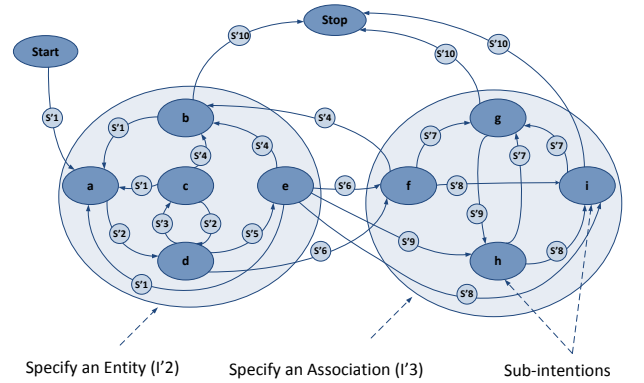 Stop
Start
S'10
S'10
S'10
S'1
b
g
S'1
S'4
S'7
S'4
S'4
S'7
S'7
a
S'1
c
e
S'6
f
S'8
i
S'2
S'3
S'2
S'5
S'9
S'9
S'6
S'8
d
h
S'1
S'8
Specify an Entity (I'2)
Specify an Association (I'3)
Sub-intentions